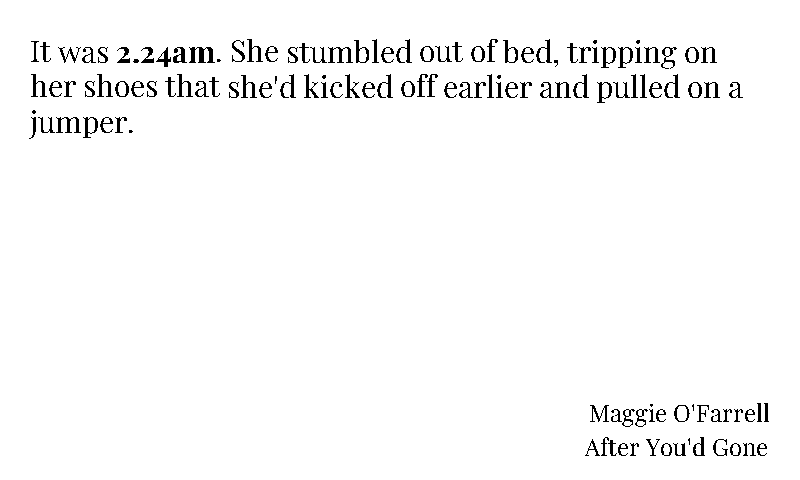 It was 2.24am. She stumbled out of bed, tripping on
her shoes that she'd kicked off earlier and pulled on a
jumper.
Maggie O'Farrell
After You'd Gone